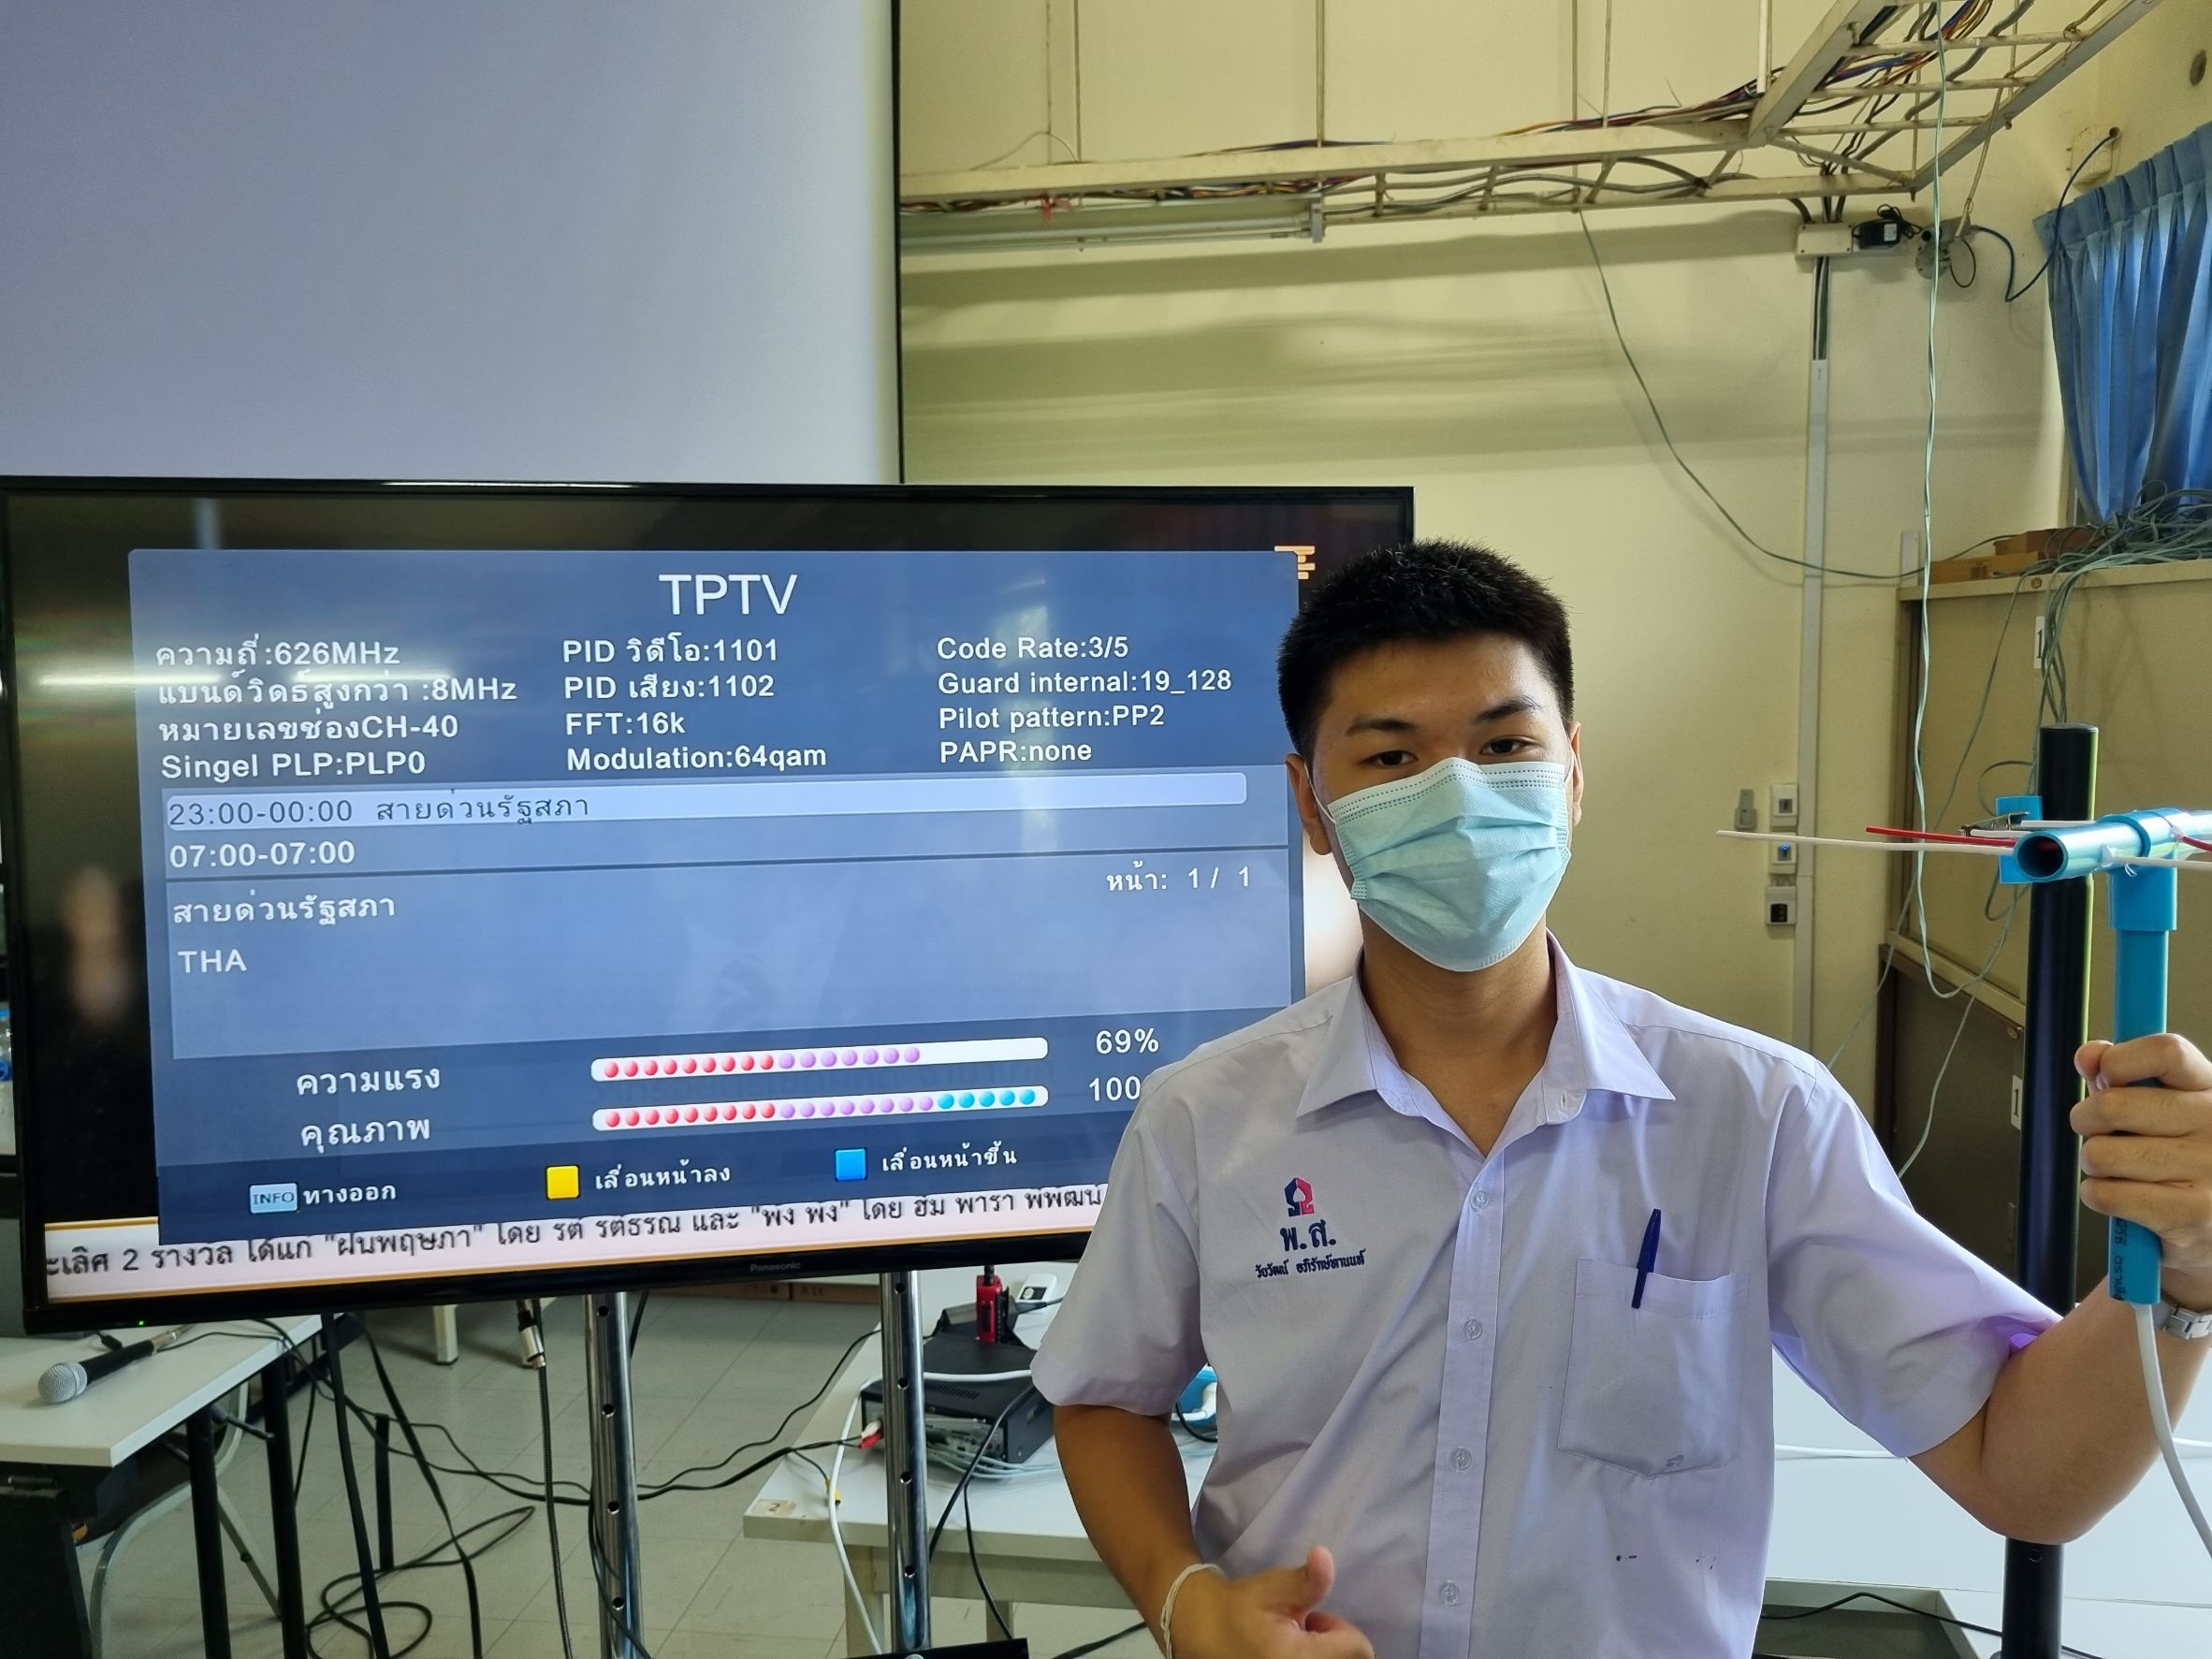 TPTV
ความถี่:626MHz
แบนด์วิดธ์สูงกว่า :8MHz
หมายเลขช่องCH-40
Singel PLP:PLP0
PID วิดีโอ:1101
PID เสียง:1102
FFT:16k
Modulation:64qam
Code Rate:3/5
Guard internal:19_128
Pilot pattern:PP2
PAPR:none
23:00-00:00 สายด่วนรัฐสภา
07:00-07:00
หน้า: 1 / 1
สายด่วนรัฐสภา
THA
ความแรง 69%
คุณภาพ 100
INFO ทางออก เลื่อนหน้าลง เลื่อนหน้าขึ้น
ะเลิศ 2 รางวัล ได้แก่ "ฝนพฤษภา" โดย รต รตธรณ และ "พง พง" โดย ฮัม พารา
Panasonic
พ.ส.